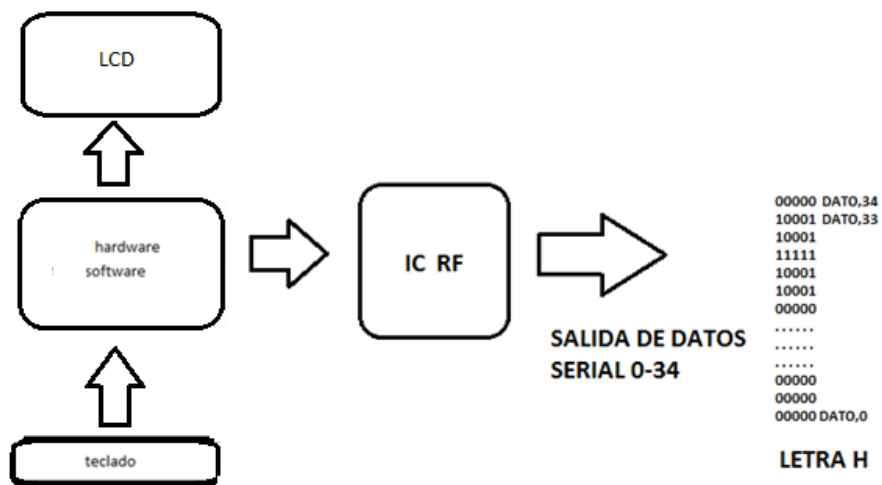 LCD
hardware
software
teclado
IC RF
SALIDA DE DATOS
SERIAL 0-34
00000 DATO,34
10001 DATO,33
10001
11111
10001
10001
00000
......
......
......
00000
00000
00000 DATO,0
LETRA H